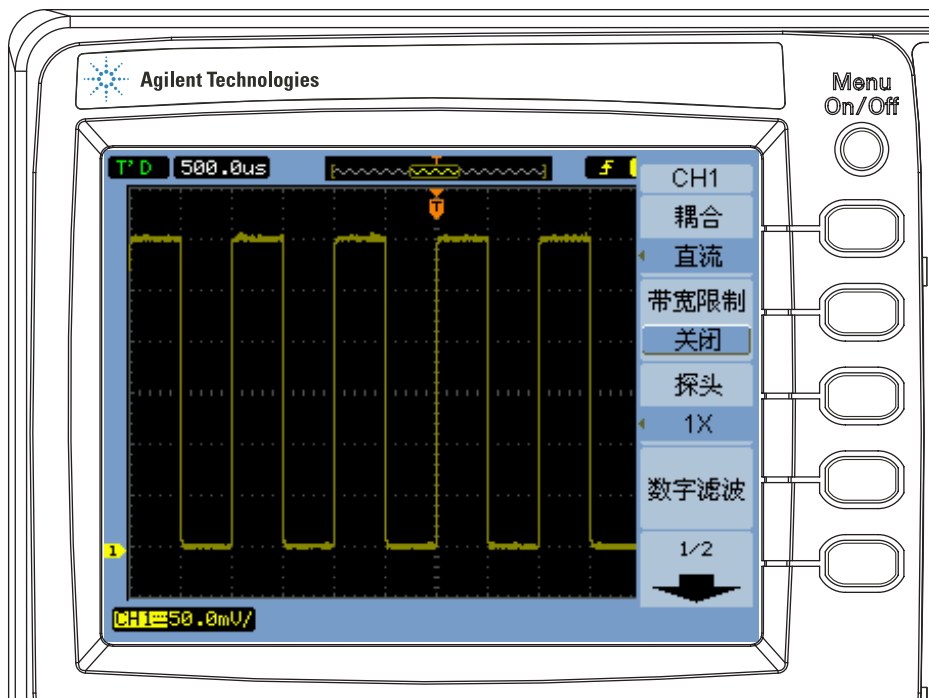 Agilent Technologies
Menu
On/Off
T'D 500.0us
T
CH1
耦合
直流
带宽限制
关闭
探头
1X
数字滤波
1/2
T
1
CH1 50.0mV/